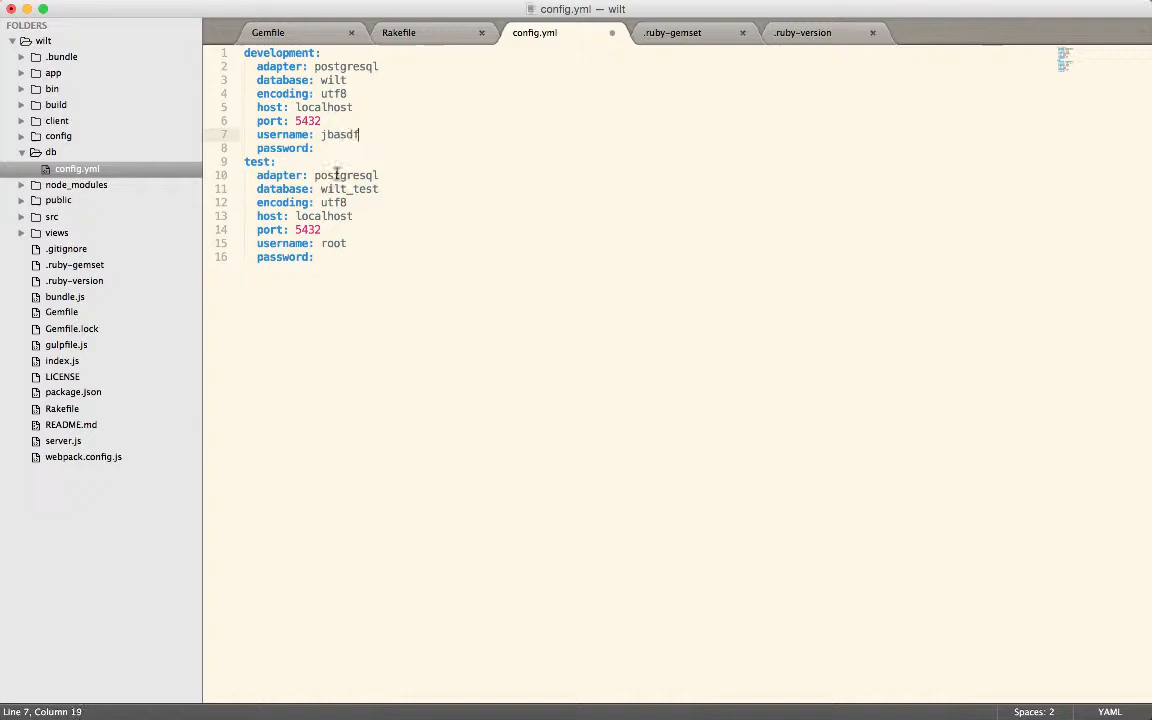 config.yml — wilt
FOLDERS
wilt
.bundle
app
bin
build
client
config
db
config.yml
node_modules
public
src
views
.gitignore
.ruby-gemset
.ruby-version
bundle.js
Gemfile
Gemfile.lock
gulpfile.js
index.js
LICENSE
package.json
Rakefile
README.md
server.js
webpack.config.js
Gemfile
Rakefile
config.yml
.ruby-gemset
.ruby-version
1 development:
2 adapter: postgresql
3 database: wilt
4 encoding: utf8
5 host: localhost
6 port: 5432
7 username: jbasdf
8 password:
9 test:
10 adapter: postgresql
11 database: wilt_test
12 encoding: utf8
13 host: localhost
14 port: 5432
15 username: root
16 password:
Line 7, Column 19
Spaces: 2
YAML